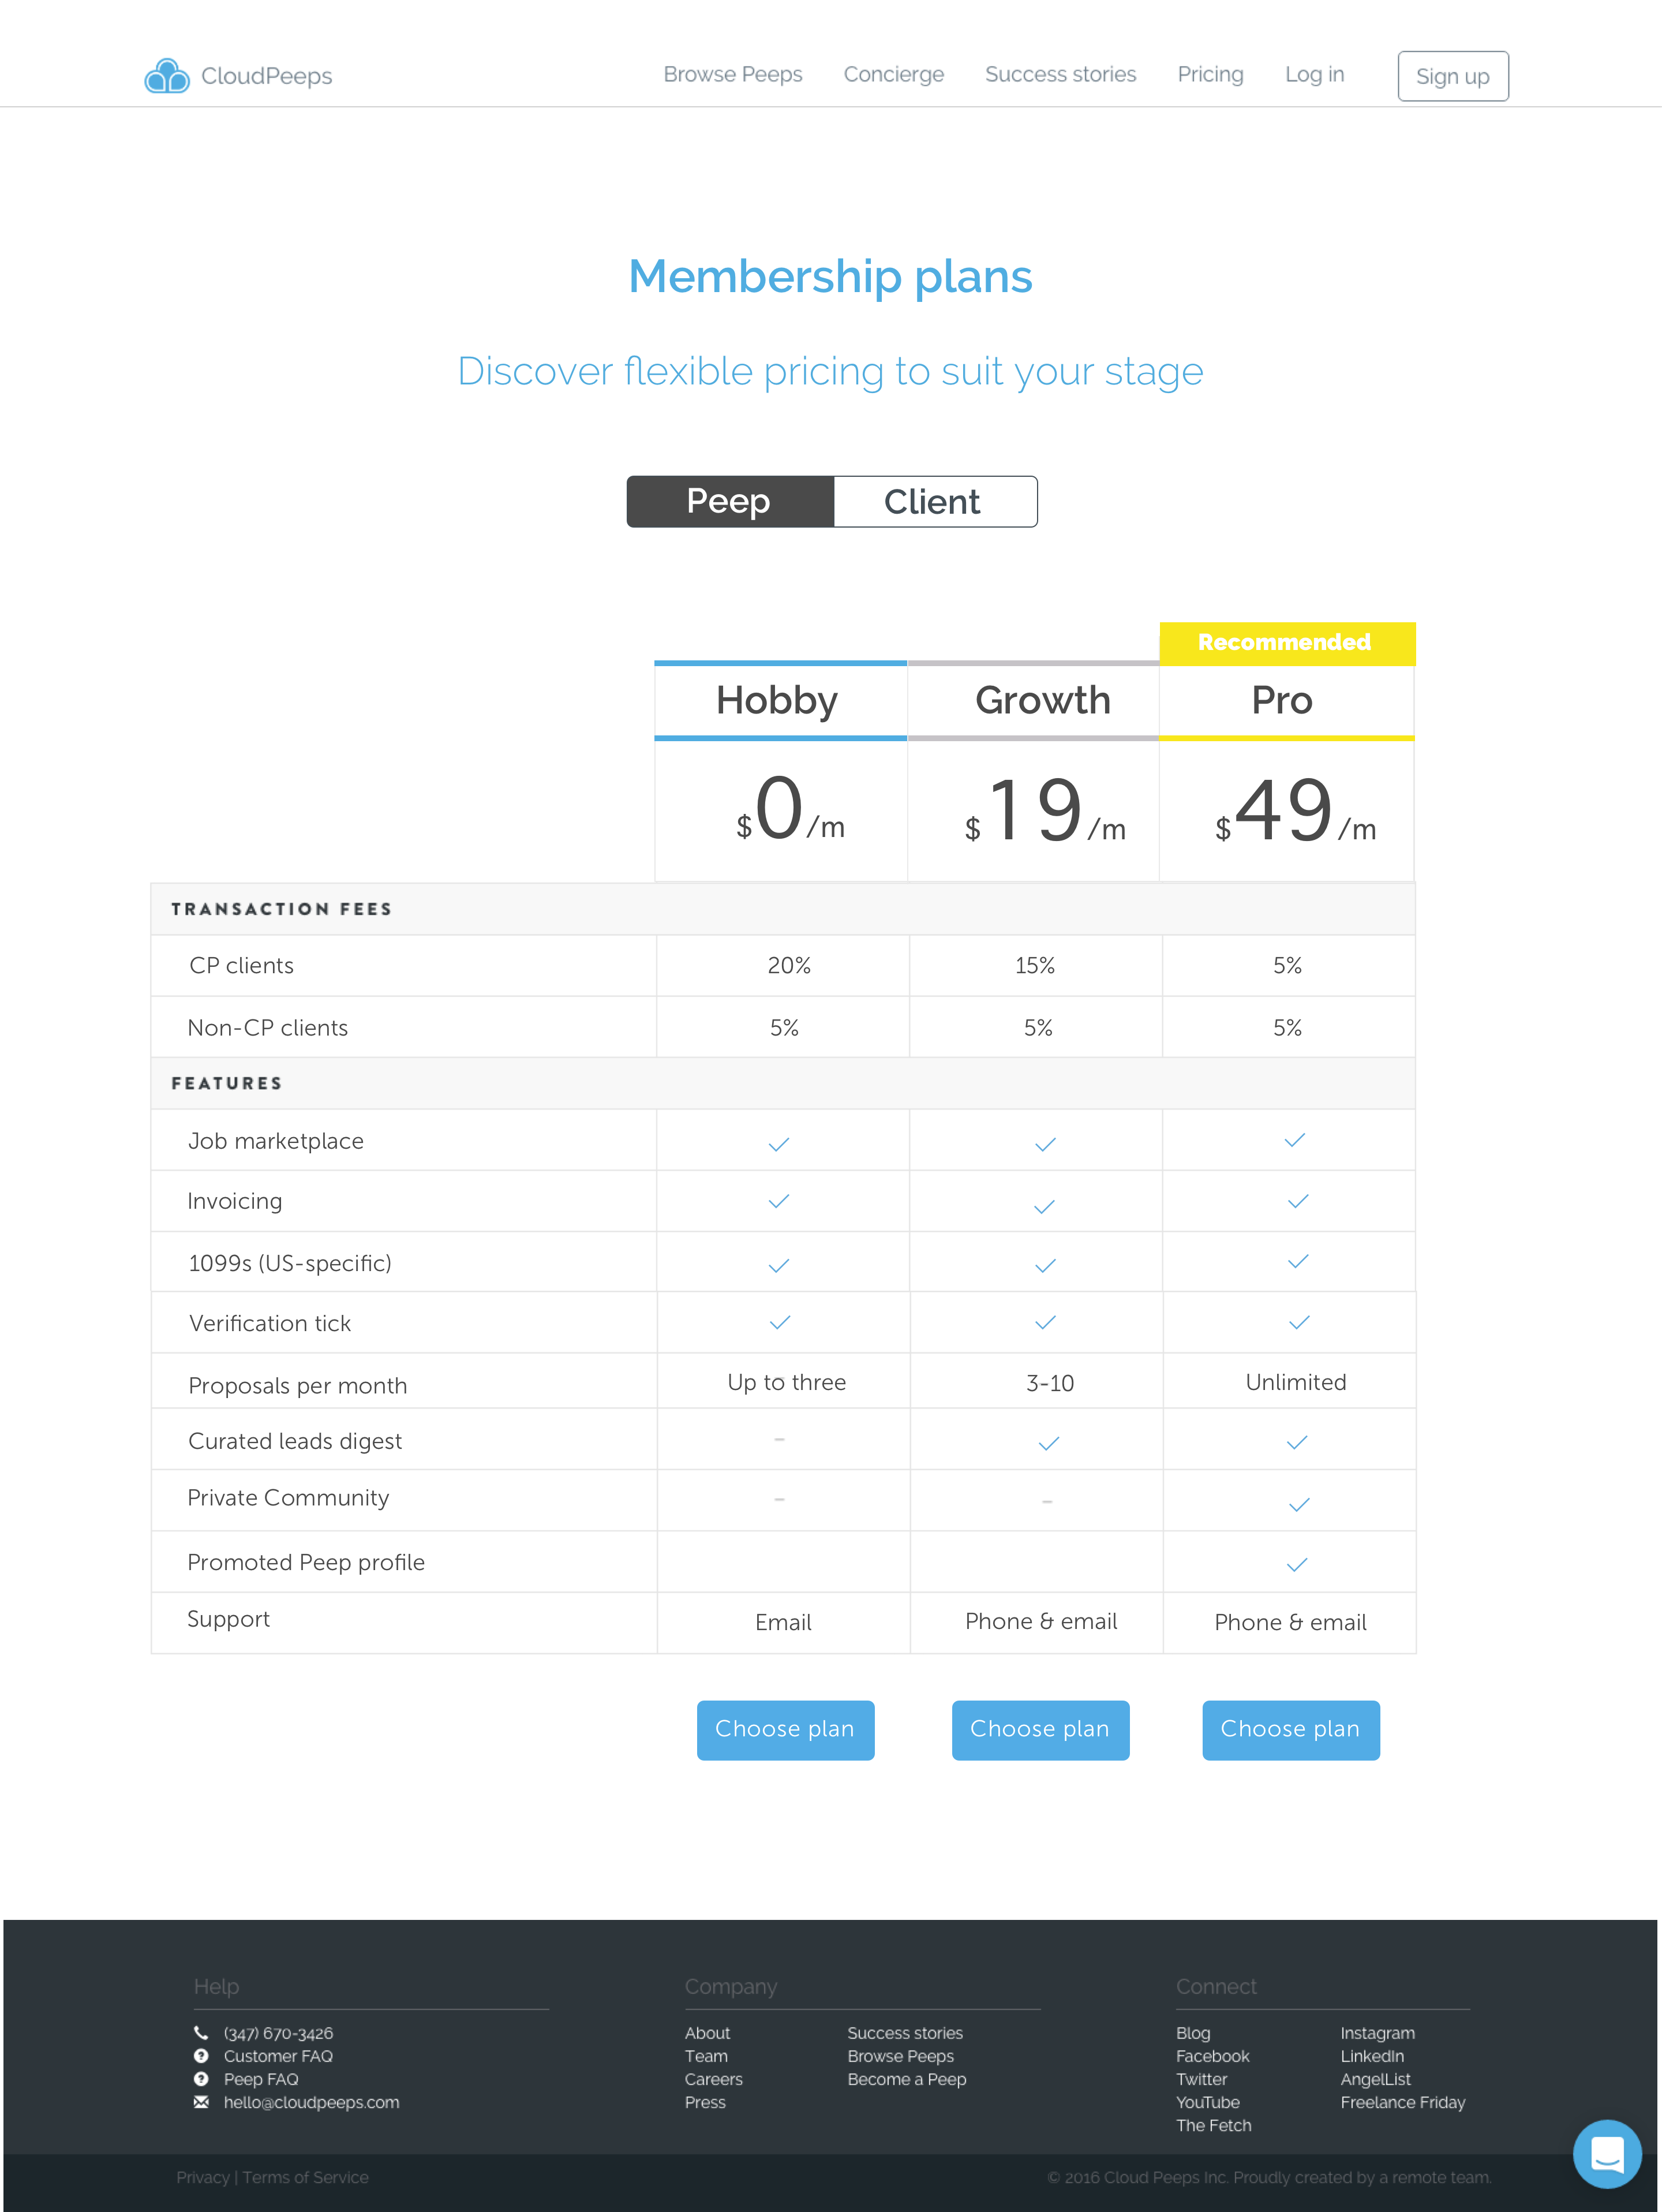 CloudPeeps Browse Peeps Concierge Success stories Pricing Log in Sign up
Membership plans
Discover flexible pricing to suit your stage
Peep Client
Recommended
Hobby Growth Pro
$0/m $19/m $49/m
TRANSACTION FEES
CP clients 20% 15% 5%
Non-CP clients 5% 5% 5%
FEATURES
Job marketplace ✓ ✓ ✓
Invoicing ✓ ✓ ✓
1099s (US-specific) ✓ ✓ ✓
Verification tick ✓ ✓ ✓
Proposals per month Up to three 3-10 Unlimited
Curated leads digest - ✓ ✓
Private Community - - ✓
Promoted Peep profile ✓
Support Email Phone & email Phone & email
Choose plan Choose plan Choose plan
Help
(347) 670-3426
Customer FAQ
Peep FAQ
hello@cloudpeeps.com
Company
About
Team
Careers
Press
Success stories
Browse Peeps
Become a Peep
Connect
Blog
Facebook
Twitter
YouTube
The Fetch
Instagram
LinkedIn
AngelList
Freelance Friday
Privacy | Terms of Service
© 2016 Cloud Peeps Inc. Proudly created by a remote team.